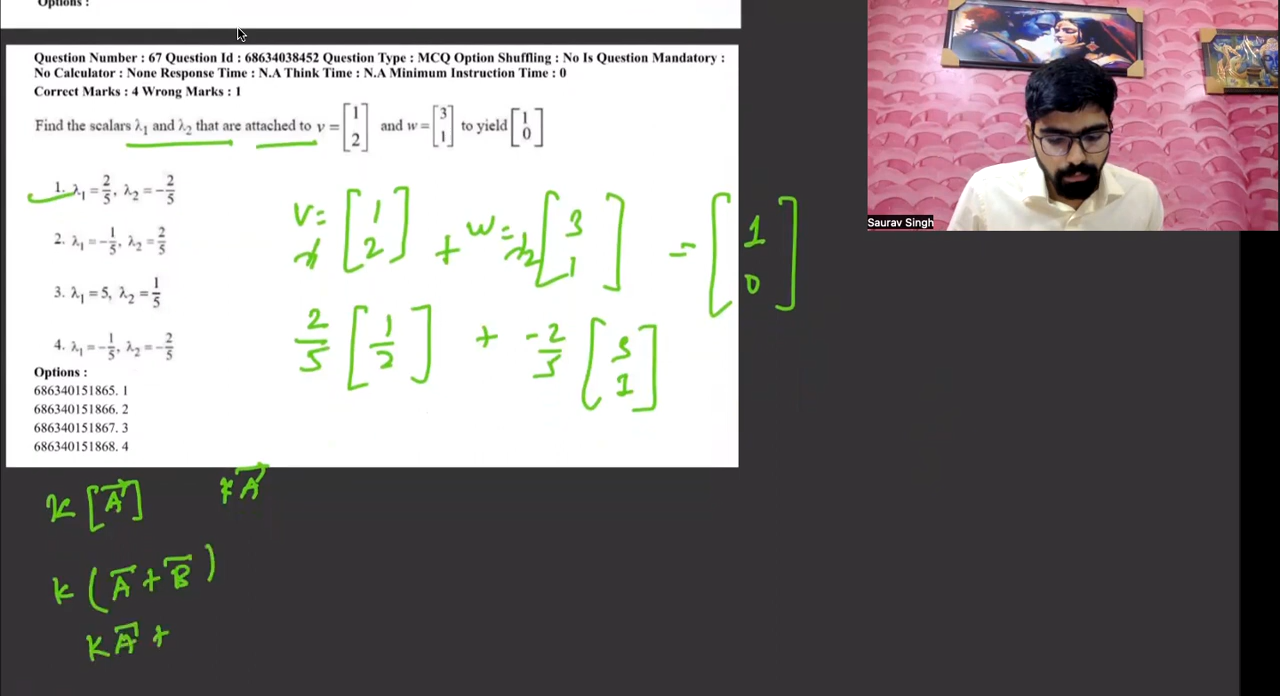 Options :
Question Number : 67 Question Id : 68634038452 Question Type : MCQ Option Shuffling : No Is Question Mandatory :
No Calculator : None Response Time : N.A Think Time : N.A Minimum Instruction Time : 0
Correct Marks : 4 Wrong Marks : 1
Find the scalars λ₁ and λ₂ that are attached to v = [1 2] and w = [3 1] to yield [1 0]
1. λ₁ = 2/5, λ₂ = -2/5
2. λ₁ = -1/5, λ₂ = 2/5
3. λ₁ = 5, λ₂ = 1/5
4. λ₁ = -1/5, λ₂ = -2/5
Options :
686340151865. 1
686340151866. 2
686340151867. 3
686340151868. 4
V = [1 2] + W = λ2 [3 1] = [1 0]
2/5 [1 2] + -2/5 [3 1]
K [A]
K A
K (A + B)
K A +
Saurav Singh